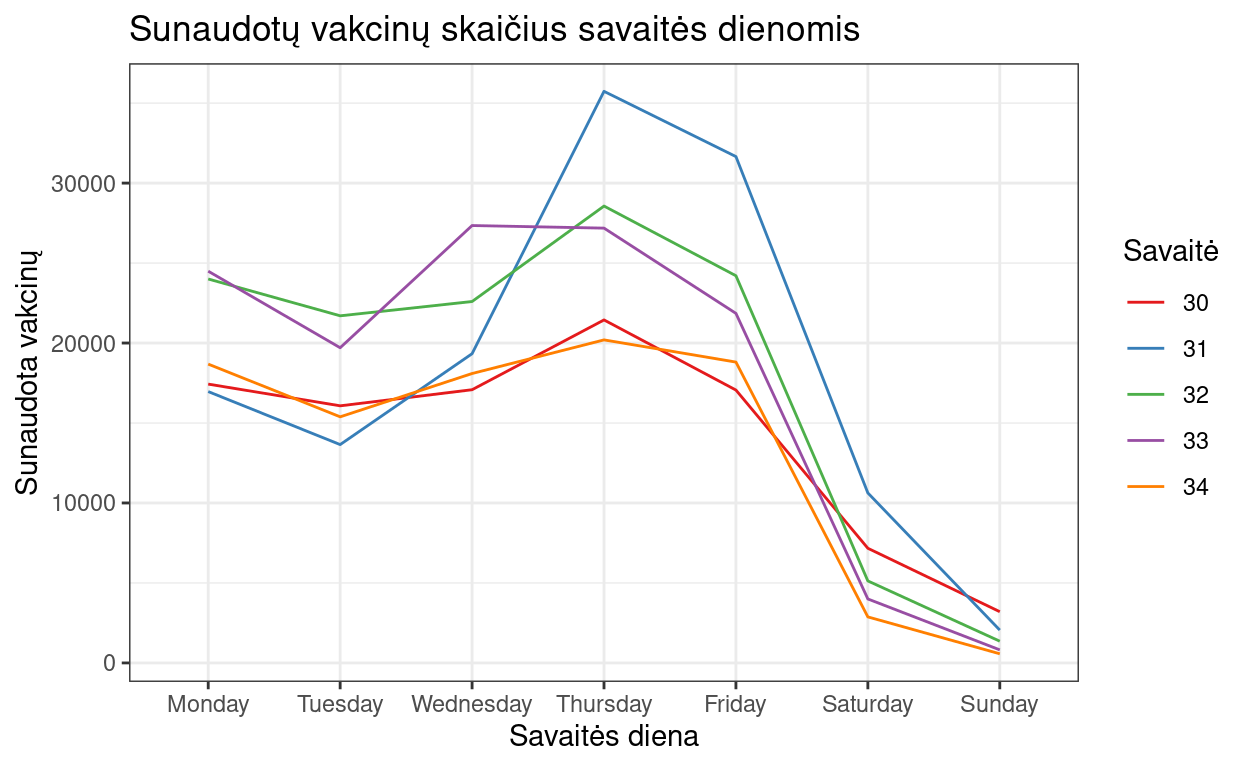 Sunaudotų vakcinų skaičius savaitės dienomis
Sunaudota vakcinų
30000
20000
10000
0
Monday Tuesday Wednesday Thursday Friday Saturday Sunday
Savaitės diena
Savaitė
30
31
32
33
34